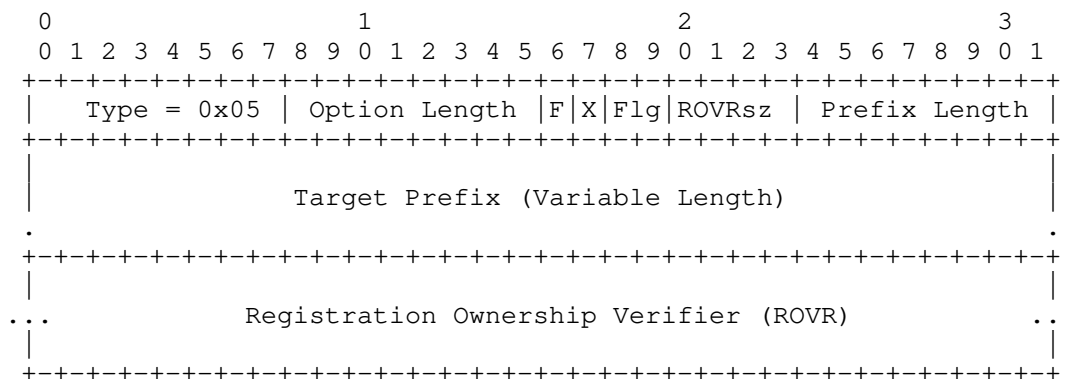 0                   1                   2                   3
 0 1 2 3 4 5 6 7 8 9 0 1 2 3 4 5 6 7 8 9 0 1 2 3 4 5 6 7 8 9 0 1
+-+-+-+-+-+-+-+-+-+-+-+-+-+-+-+-+-+-+-+-+-+-+-+-+-+-+-+-+-+-+-+-+
|   Type = 0x05 | Option Length |F|X|Flg|ROVRsz | Prefix Length |
+-+-+-+-+-+-+-+-+-+-+-+-+-+-+-+-+-+-+-+-+-+-+-+-+-+-+-+-+-+-+-+-+
|                                                               |
|                Target Prefix (Variable Length)                |
.                                                               .
+-+-+-+-+-+-+-+-+-+-+-+-+-+-+-+-+-+-+-+-+-+-+-+-+-+-+-+-+-+-+-+-+
|                                                               |
...            Registration Ownership Verifier (ROVR)           ..
|                                                               |
+-+-+-+-+-+-+-+-+-+-+-+-+-+-+-+-+-+-+-+-+-+-+-+-+-+-+-+-+-+-+-+-+